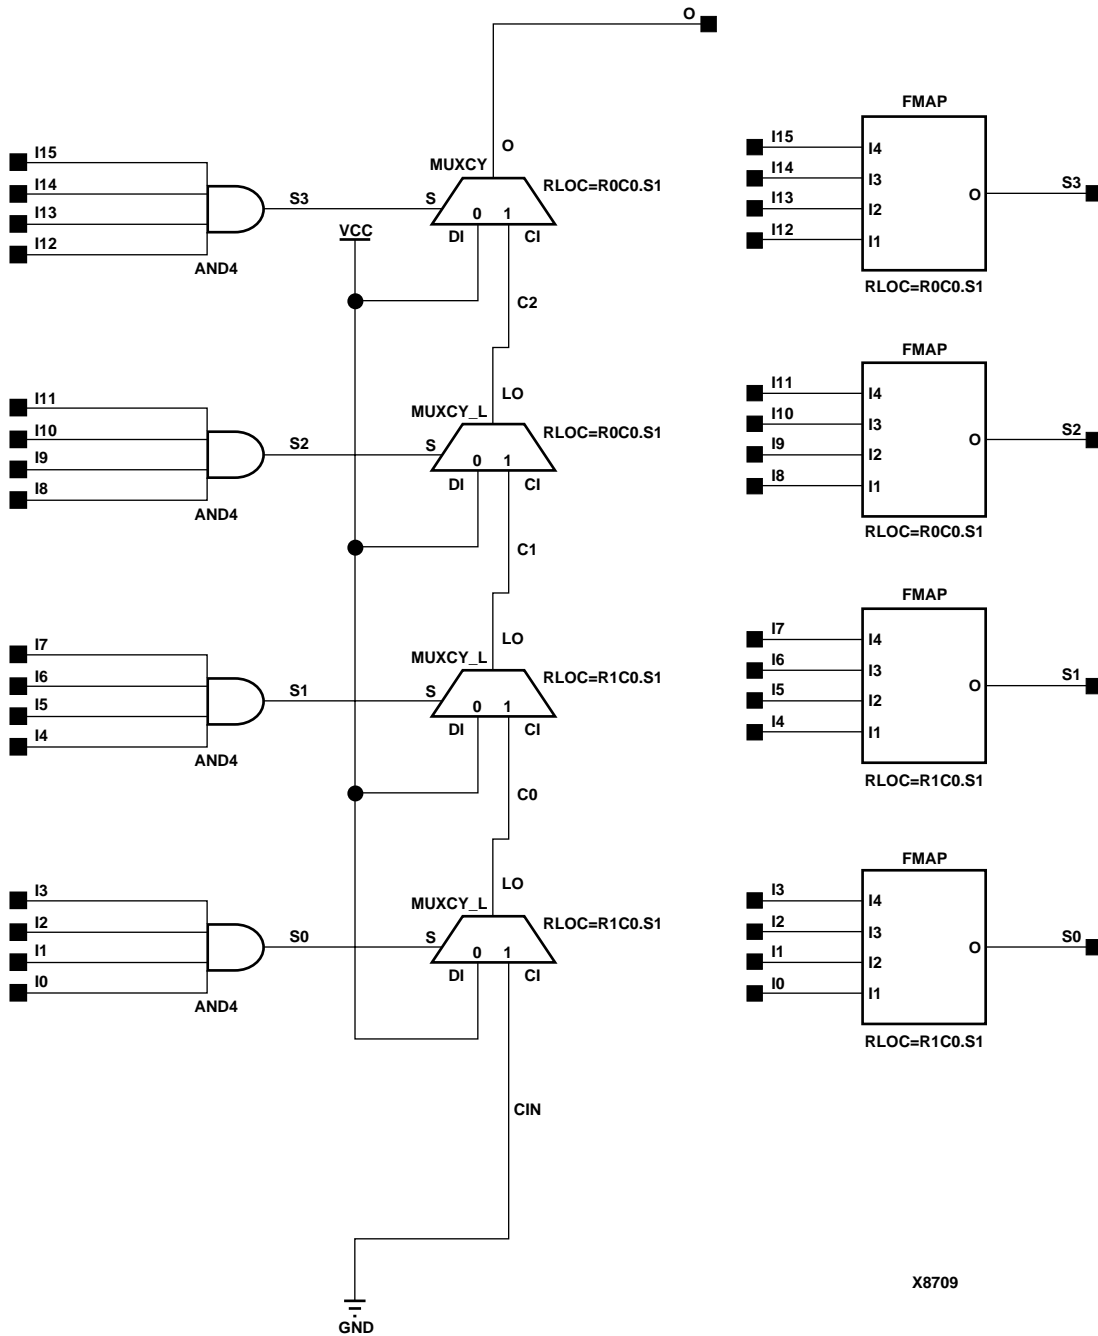 O
I15
I14
I13
I12
AND4
S3
MUXCY
O
S
0 1
DI CI
RLOC=R0C0.S1
VCC
C2
I11
I10
I9
I8
AND4
S2
LO
MUXCY_L
S
0 1
DI CI
RLOC=R0C0.S1
C1
I7
I6
I5
I4
AND4
S1
LO
MUXCY_L
S
0 1
DI CI
RLOC=R1C0.S1
C0
I3
I2
I1
I0
AND4
S0
LO
MUXCY_L
S
0 1
DI CI
RLOC=R1C0.S1
CIN
GND
FMAP
I15 I4
I14 I3
I13 I2
I12 I1
O S3
RLOC=R0C0.S1
FMAP
I11 I4
I10 I3
I9 I2
I8 I1
O S2
RLOC=R0C0.S1
FMAP
I7 I4
I6 I3
I5 I2
I4 I1
O S1
RLOC=R1C0.S1
FMAP
I3 I4
I2 I3
I1 I2
I0 I1
O S0
RLOC=R1C0.S1
X8709